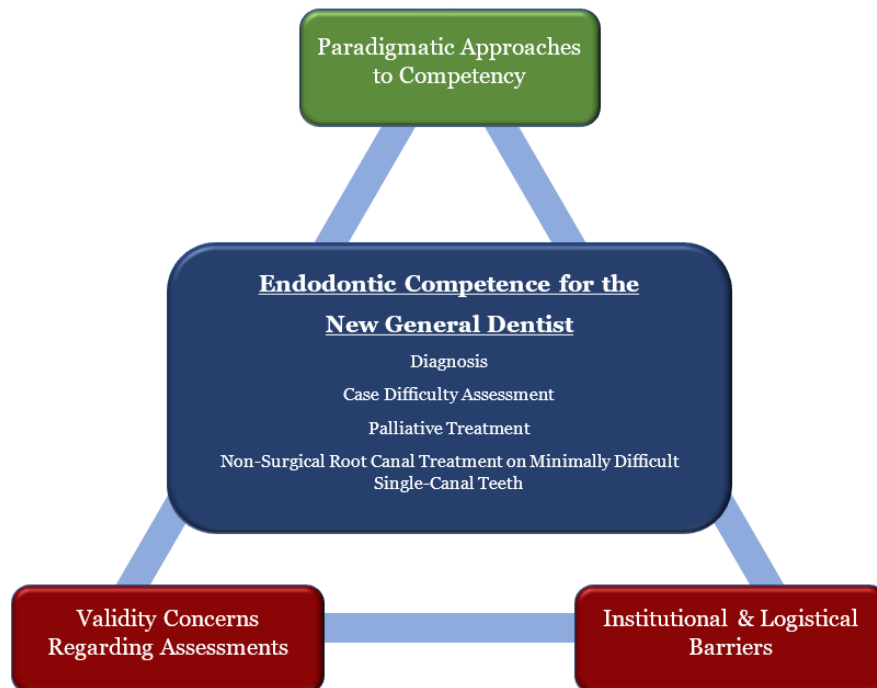 Paradigmatic Approaches
to Competency
Endodontic Competence for the
New General Dentist
Diagnosis
Case Difficulty Assessment
Palliative Treatment
Non-Surgical Root Canal Treatment on Minimally Difficult
Single-Canal Teeth
Validity Concerns
Regarding Assessments
Institutional & Logistical
Barriers